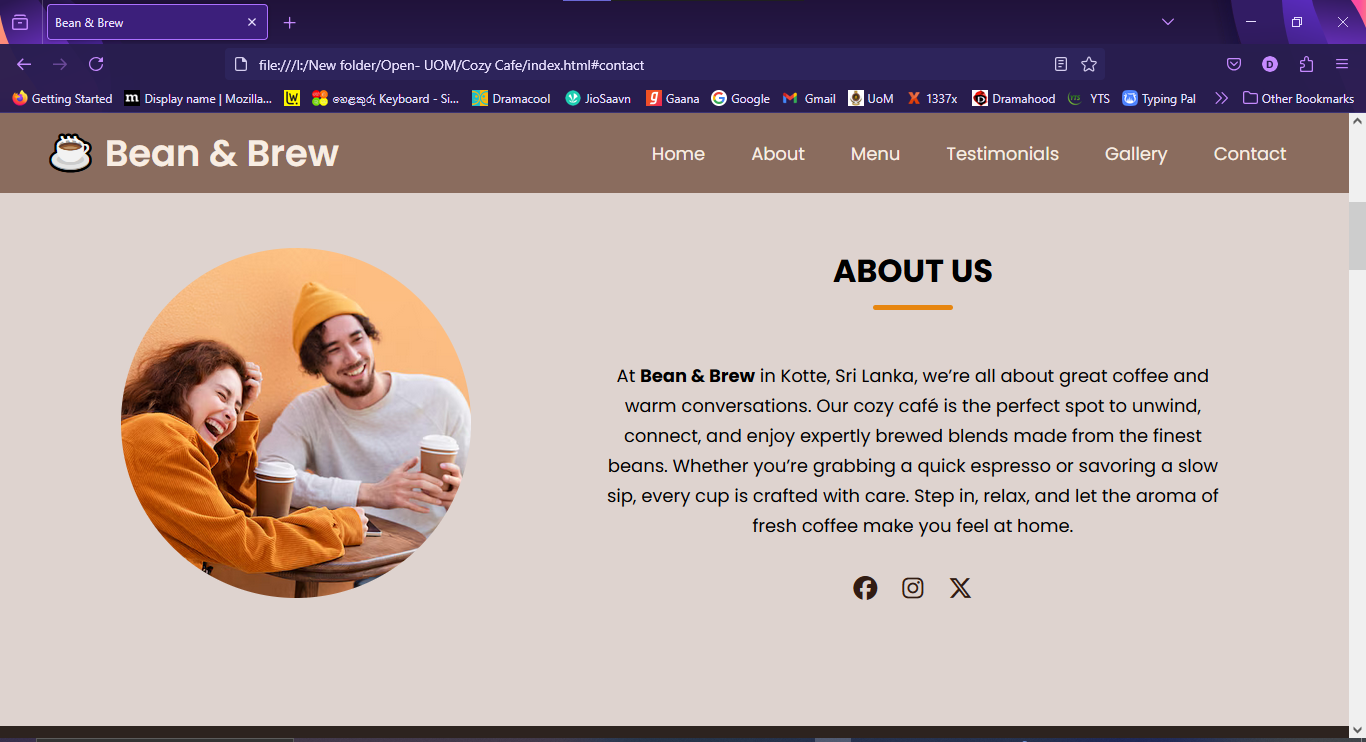 Bean & Brew
file:///I:/New folder/Open- UOM/Cozy Cafe/index.html#contact
Getting Started
Display name | Mozilla...
හෙළකුරු Keyboard - Si...
Dramacool
JioSaavn
Gaana
Google
Gmail
UoM
1337x
Dramahood
YTS
Typing Pal
Other Bookmarks
Bean & Brew
Home
About
Menu
Testimonials
Gallery
Contact
ABOUT US
At Bean & Brew in Kotte, Sri Lanka, we’re all about great coffee and
warm conversations. Our cozy café is the perfect spot to unwind,
connect, and enjoy expertly brewed blends made from the finest
beans. Whether you’re grabbing a quick espresso or savoring a slow
sip, every cup is crafted with care. Step in, relax, and let the aroma of
fresh coffee make you feel at home.